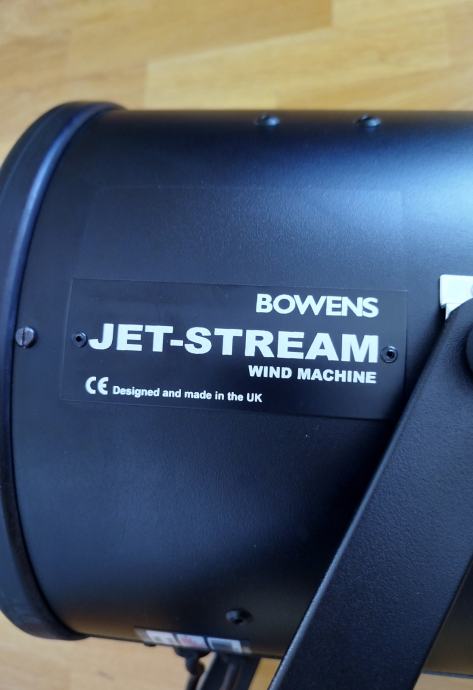 BOWENS
JET-STREAM
WIND MACHINE
CE Designed and made in the UK